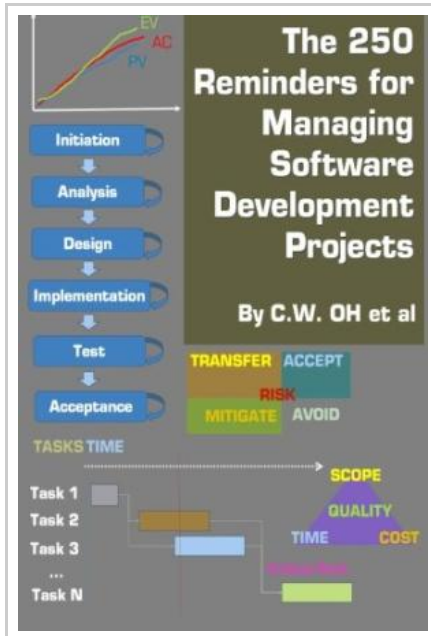 EV
AC
PV
The 250
Reminders for
Managing
Software
Development
Projects
By C.W. OH et al
Initiation
Analysis
Design
Implementation
Test
Acceptance
TRANSFER ACCEPT
RISK
MITIGATE AVOID
TASKS TIME
Task 1
Task 2
Task 3
...
Task N
SCOPE
QUALITY
TIME COST